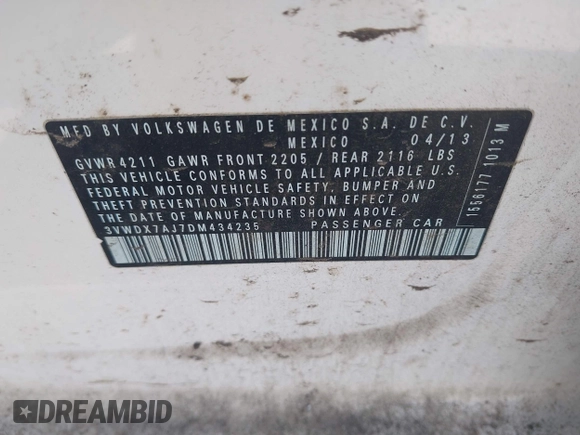 MFD BY VOLKSWAGEN DE MEXICO S.A. DE C.V.
MEXICO 04/13
GVWR 4211 GAWR FRONT 2205 / REAR 2116 LBS
THIS VEHICLE CONFORMS TO ALL APPLICABLE U.S.
FEDERAL MOTOR VEHICLE SAFETY, BUMPER AND
THEFT PREVENTION STANDARDS IN EFFECT ON
THE DATE OF MANUFACTURE SHOWN ABOVE.
3VWDX7AJ7DM434235 PASSENGER CAR
1556177 1013 M
DREAMBID